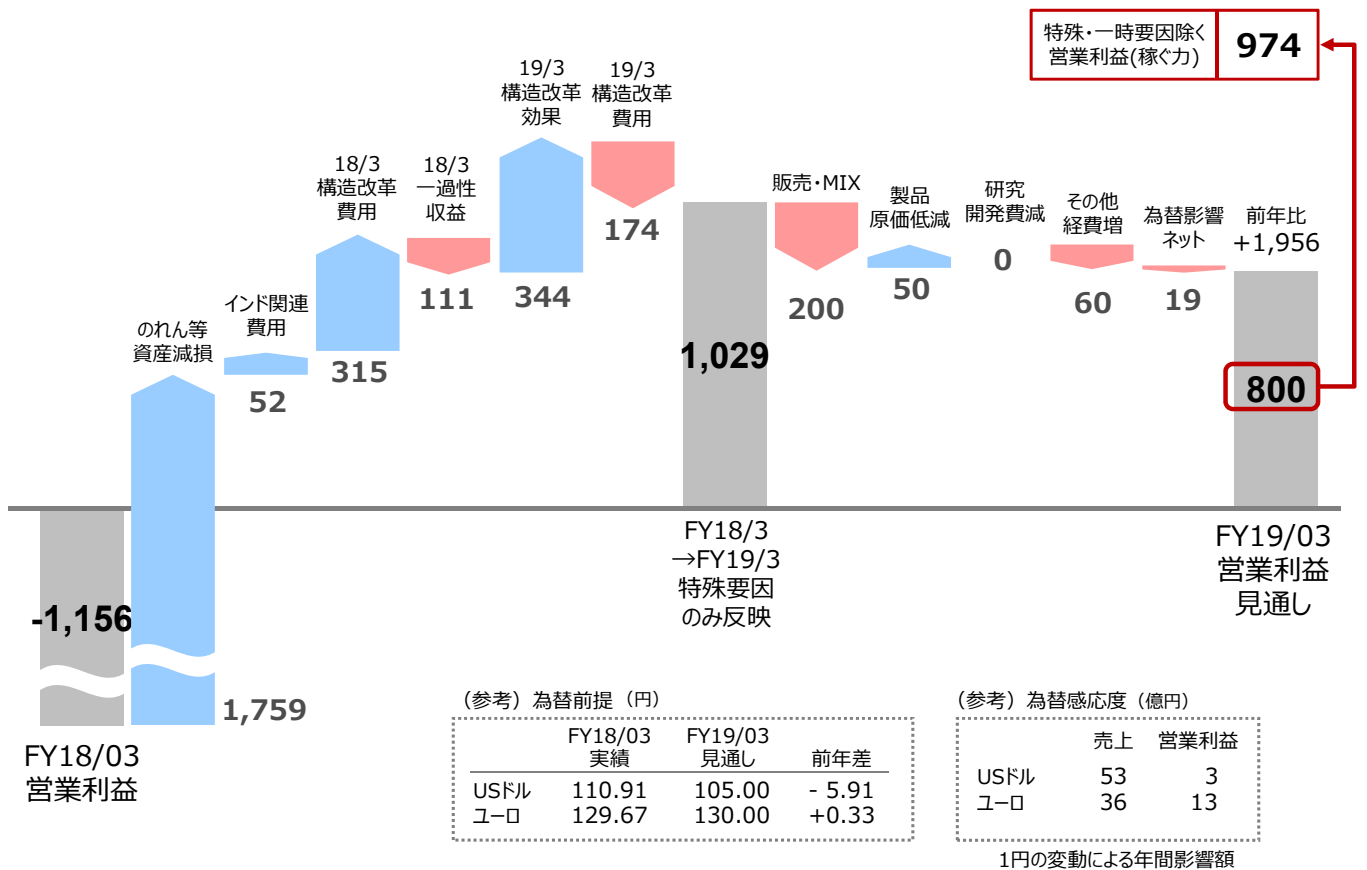 特殊・一時要因除く
営業利益(稼ぐ力)
974
19/3
構造改革
効果
19/3
構造改革
費用
18/3
構造改革
費用
18/3
一過性
収益
174
販売・MIX
製品
原価低減
研究
開発費減
その他
経費増
為替影響
ネット
前年比
+1,956
111
344
0
50
200
60
19
インド関連
費用
のれん等
資産減損
315
52
1,029
800
FY18/3
→FY19/3
特殊要因
のみ反映
FY19/03
営業利益
見通し
-1,156
1,759
FY18/03
営業利益
(参考) 為替前提 (円)
FY18/03 FY19/03
実績 見通し 前年差
USドル 110.91 105.00 - 5.91
ユーロ 129.67 130.00 +0.33
(参考) 為替感応度 (億円)
売上 営業利益
USドル 53 3
ユーロ 36 13
1円の変動による年間影響額